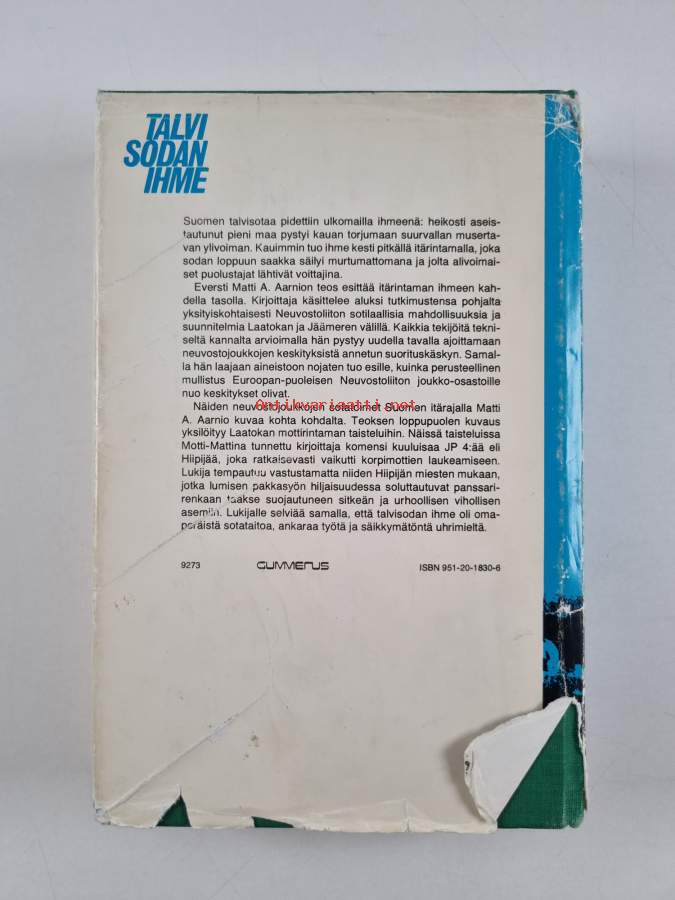 TALVI
SODAN
IHME
Suomen talvisotaa pidettiin ulkomailla ihmeenä: heikosti aseis-
tautunut pieni maa pystyi kauan torjumaan suurvallan musertavan
van ylivoiman. Kauimmin tuo ihme kesti pitkällä itärintamalla, joka
sodan loppuun saakka säilyi murtumattomana ja jolta alivoimai-
set puolustajat lähtivät voittajina.
Eversti Matti A. Aarnion teos esittää itärintaman ihmeen kah-
della tasolla. Kirjoittaja käsittelee aluksi tutkimustensa pohjalta
yksityiskohtaisesti Neuvostoliiton sotilaallisia mahdollisuuksia ja
suunnitelmia Laatokan ja Jäämeren välillä. Kaikkia tekijöitä tekni-
seltä kannalta arvioimalla hän pystyy uudella tavalla ajoittamaan
neuvostojoukkojen keskityksistä annetun suorituskäskyn. Samal-
la hän laajaan aineistoon nojaten tuo esille, kuinka perusteellinen
mullistus Euroopan-puoleisen Neuvostoliiton joukko-osastoille
nuo keskitykset olivat.
Antikvariaatti.net
Näiden neuvostojoukkojen sotatoimet Suomen itärajalla Matti
A. Aarnio kuvaa kohta kohdalta. Teoksen loppupuolen kuvaus
yksilöityy Laatokan mottirintaman taisteluihin. Näissä taisteluissa
Motti-Mattina tunnettu kirjoittaja komensi kuuluisaa JP 4:ää eli
Hiipijää, joka ratkaisevasti vaikutti korpimottien laukeamiseen.
Lukija tempautuu vastustamatta niiden Hiipijän miesten mukaan,
jotka lumisen pakkasyön hiljaisuudessa soluttautuvat panssari-
renkaan taakse suojautuneen sitkeän ja urhoollisen vihollisen
asemiin. Lukijalle selviää samalla, että talvisodan ihme oli oma-
peräistä sotataitoa, ankaraa työtä ja säikkymätöntä uhrimieltä.
9273 GUMMERUS ISBN 951-20-1830-6